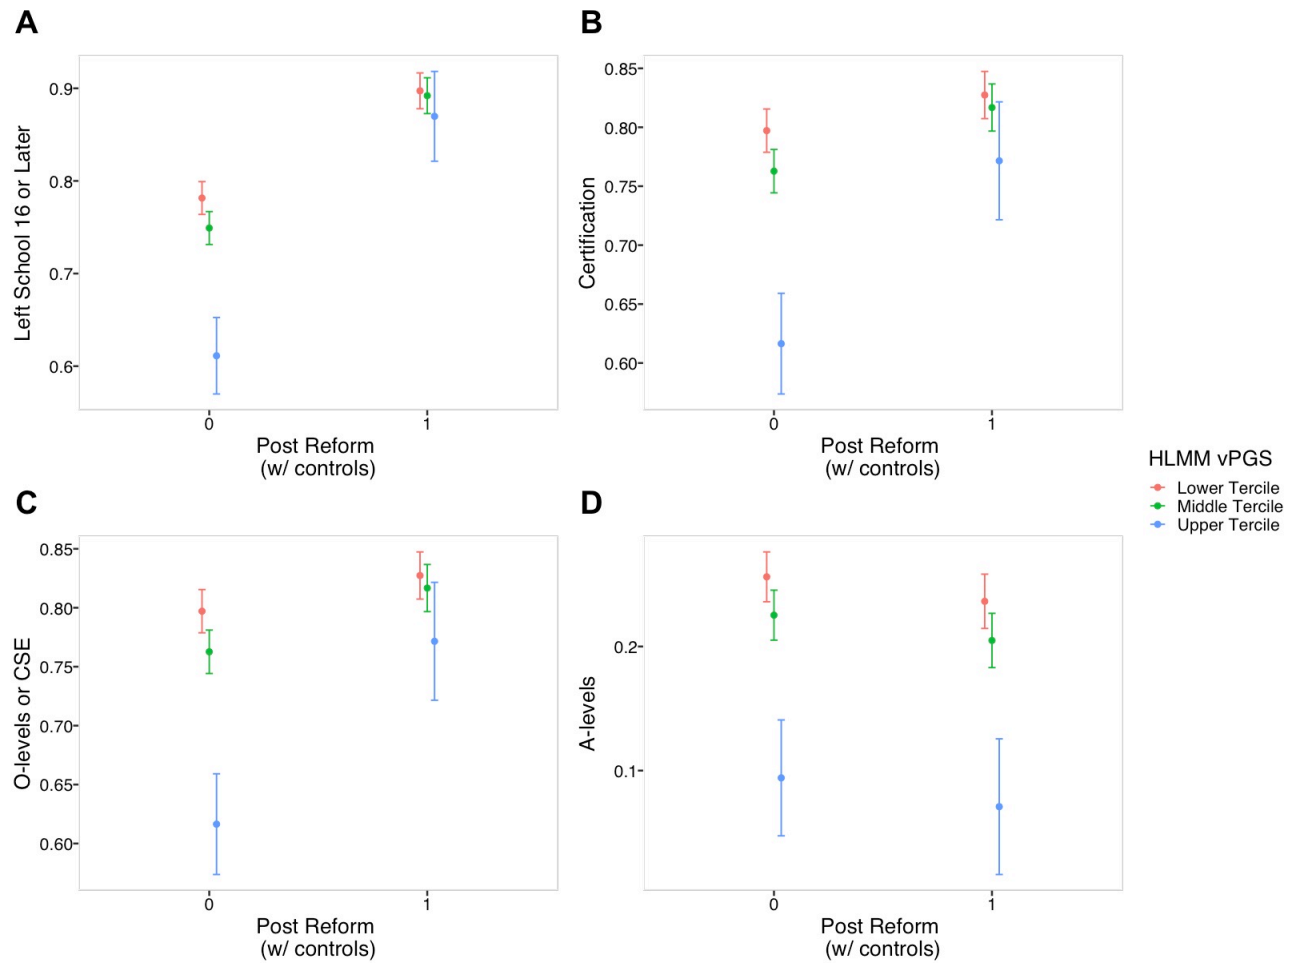 A
Left School 16 or Later
0.9
0.8
0.7
0.6
0
1
Post Reform
(w/ controls)
B
Certification
0.85
0.80
0.75
0.70
0.65
0.60
0
1
Post Reform
(w/ controls)
C
O-levels or CSE
0.85
0.80
0.75
0.70
0.65
0.60
0
1
Post Reform
(w/ controls)
D
A-levels
0.2
0.1
0
1
Post Reform
(w/ controls)
HLMM vPGS
Lower Tercile
Middle Tercile
Upper Tercile